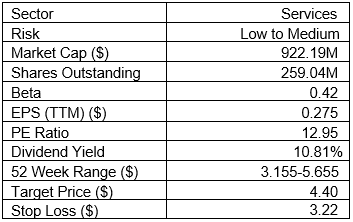 Sector Services
Risk Low to Medium
Market Cap ($) 922.19M
Shares Outstanding 259.04M
Beta 0.42
EPS (TTM) ($) 0.275
PE Ratio 12.95
Dividend Yield 10.81%
52 Week Range ($) 3.155-5.655
Target Price ($) 4.40
Stop Loss ($) 3.22